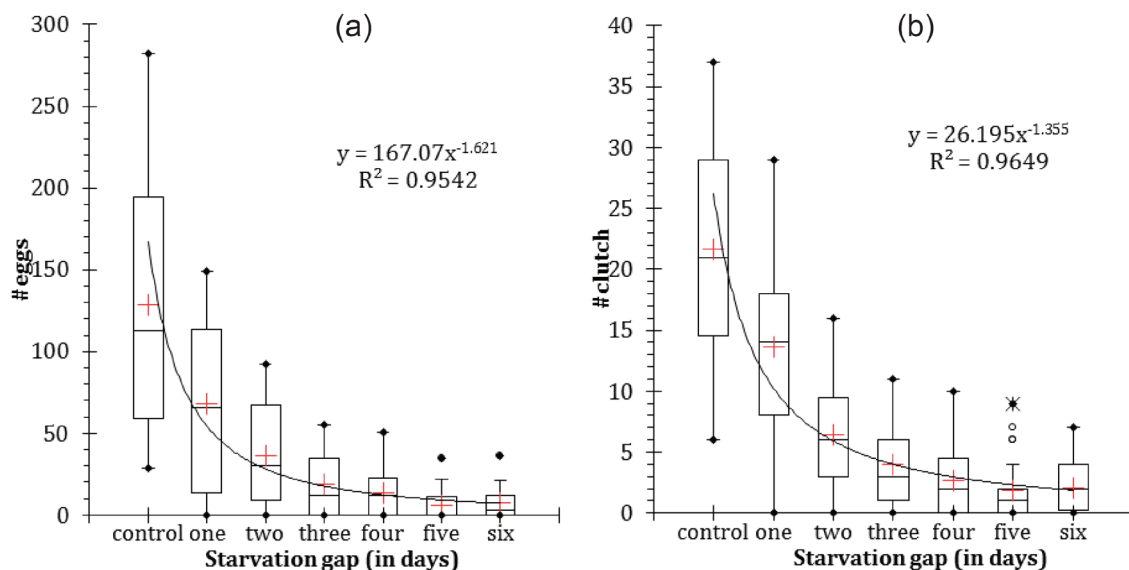 (a)
300
250
200
150
100
50
0
#eggs
y = 167.07x^-1.621
R² = 0.9542
control one two three four five six
Starvation gap (in days)
(b)
40
35
30
25
20
15
10
5
0
#clutch
y = 26.195x^-1.355
R² = 0.9649
control one two three four five six
Starvation gap (in days)